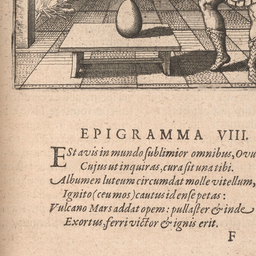 EPIGRAMMA VIII.
Est avis in mundo sublimior omnibus, Ovu
Cujus ut inquiras, cura sit una tibi.
Albumen luteum circumdat molle vitellum,
Ignito (ceu mos) cautus id ense petas:
Vulcano Mars addat opem: pullaster & inde
Exortus, ferri victor & ignis erit.
F